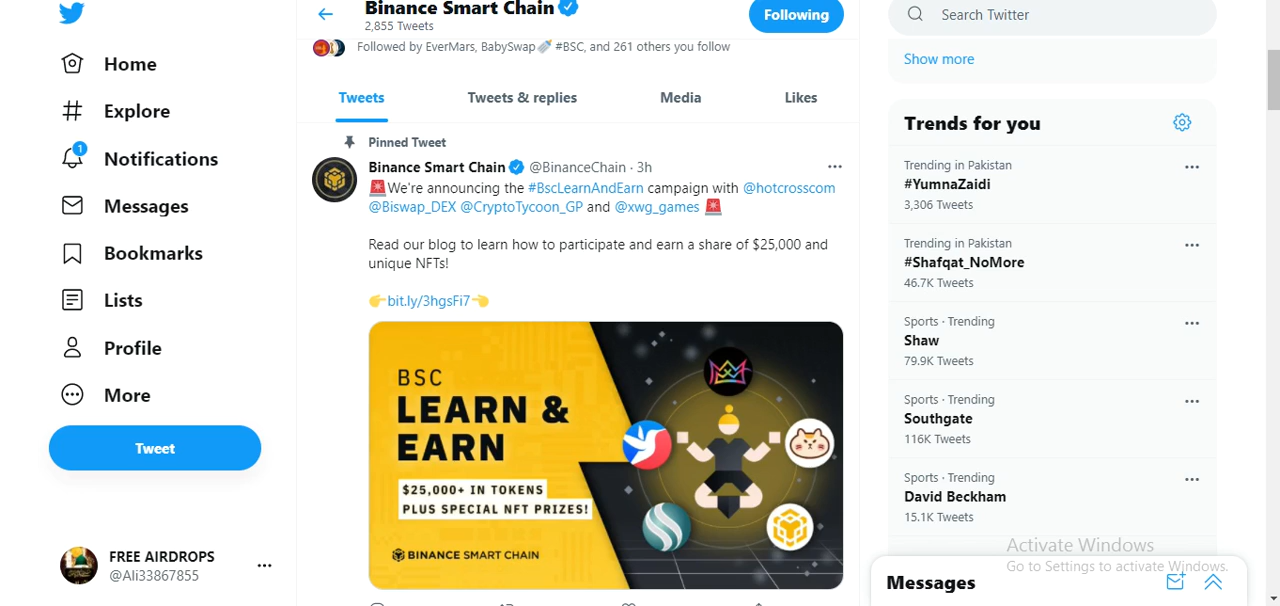 Home
Explore
1
Notifications
Messages
Bookmarks
Lists
Profile
More
Tweet
FREE AIRDROPS
@Ali33867855
Binance Smart Chain
2,855 Tweets
Following
Followed by EverMars, BabySwap🍼 #BSC, and 261 others you follow
Tweets
Tweets & replies
Media
Likes
Pinned Tweet
Binance Smart Chain @BinanceChain · 3h
🚨We're announcing the #BscLearnAndEarn campaign with @hotcrosscom
@Biswap_DEX @CryptoTycoon_GP and @xwg_games 🚨
Read our blog to learn how to participate and earn a share of $25,000 and
unique NFTs!
👉bit.ly/3hgsFi7👈
BSC
LEARN &
EARN
$25,000+ IN TOKENS
PLUS SPECIAL NFT PRIZES!
BINANCE SMART CHAIN
Search Twitter
Show more
Trends for you
Trending in Pakistan
#YumnaZaidi
3,306 Tweets
Trending in Pakistan
#Shafqat_NoMore
46.7K Tweets
Sports · Trending
Shaw
79.9K Tweets
Sports · Trending
Southgate
116K Tweets
Sports · Trending
David Beckham
15.1K Tweets
Activate Windows
Go to Settings to activate Windows.
Messages